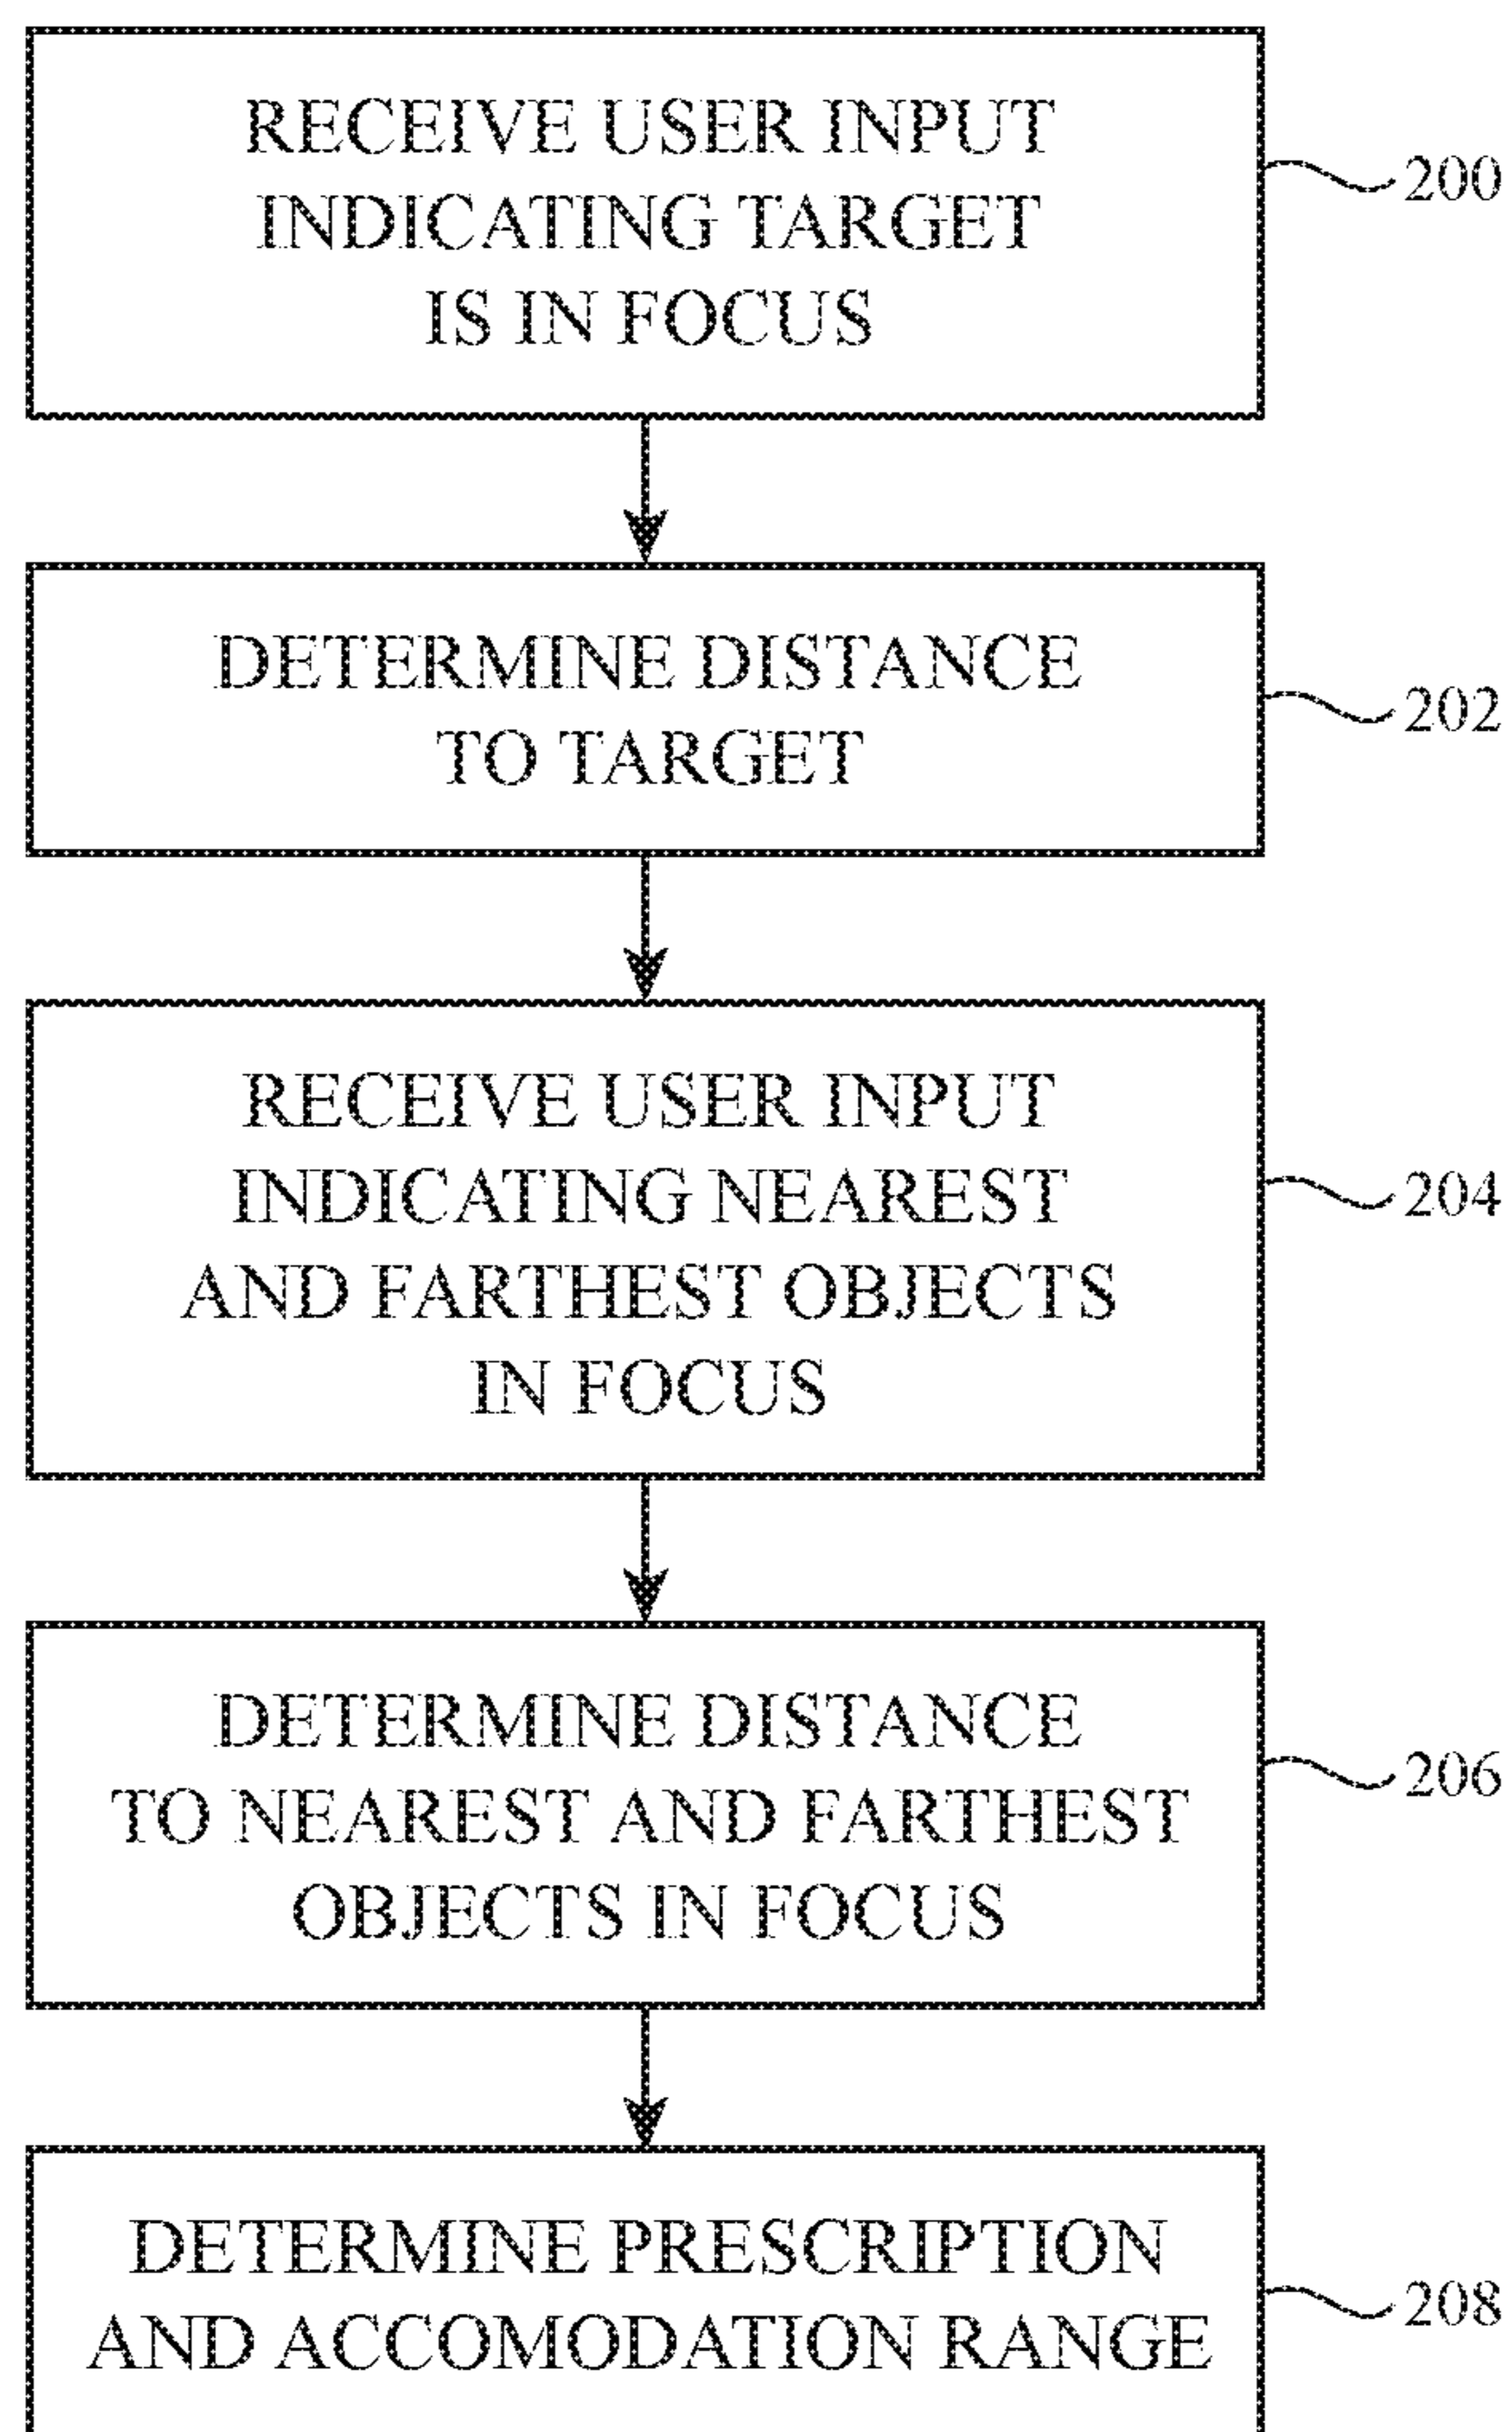 RECEIVE USER INPUT
INDICATING TARGET
IS IN FOCUS
200
DETERMINE DISTANCE
TO TARGET
202
RECEIVE USER INPUT
INDICATING NEAREST
AND FARTHEST OBJECTS
IN FOCUS
204
DETERMINE DISTANCE
TO NEAREST AND FARTHEST
OBJECTS IN FOCUS
206
DETERMINE PRESCRIPTION
AND ACCOMODATION RANGE
208